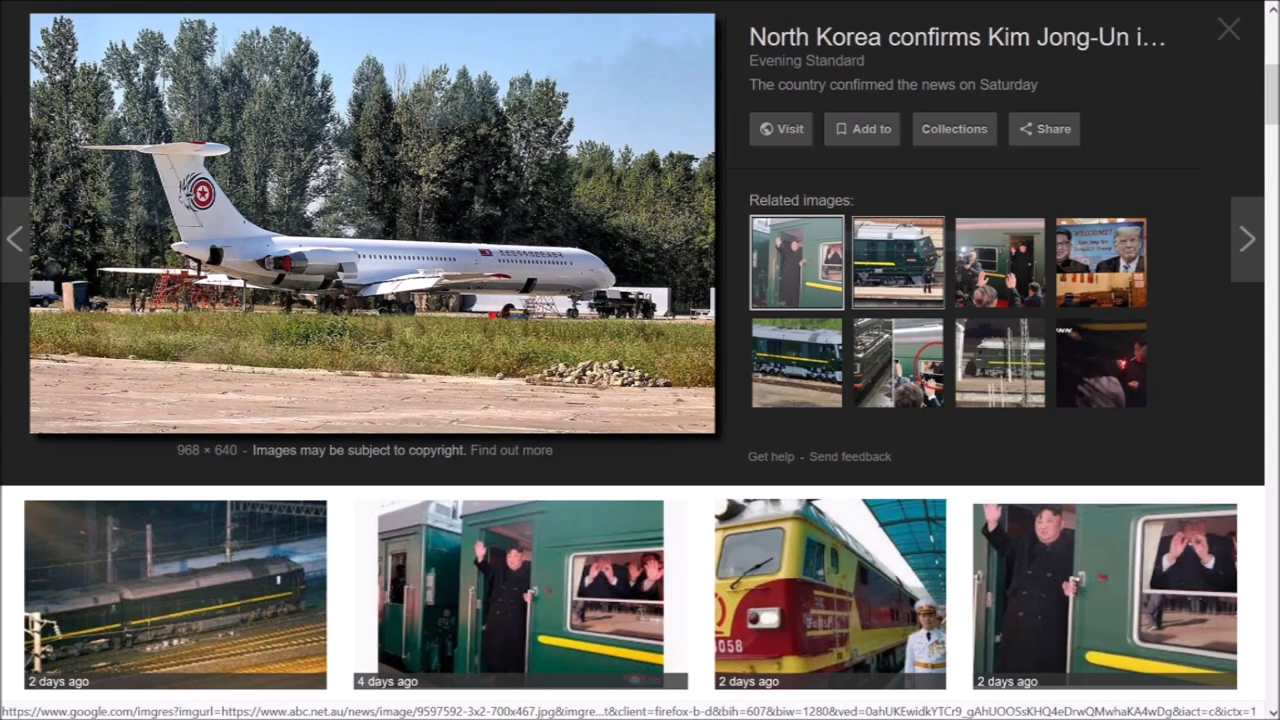 North Korea confirms Kim Jong-Un i…
Evening Standard
The country confirmed the news on Saturday
Visit
Add to
Collections
Share
Related images:
WELCOME!
968 × 640 - Images may be subject to copyright. Find out more
Get help - Send feedback
058
2 days ago
4 days ago
2 days ago
2 days ago
https://www.google.com/imgres?imgurl=https://www.abc.net.au/news/image/9597592-3x2-700x467.jpg&imgre...t&client=firefox-b-d&bih=607&biw=1280&ved=0ahUKEwidkYTCr9_gAhUOOSsKHQ4eDrwQMwhaKA4wDg&iact=c&ictx=1